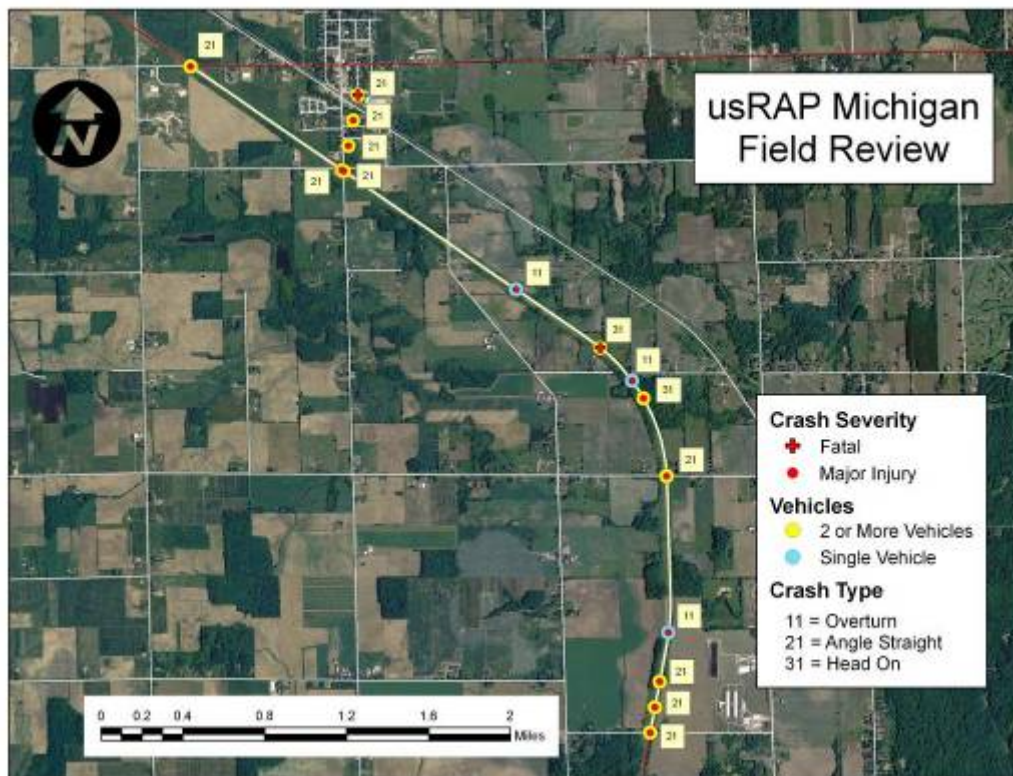 usRAP Michigan
Field Review
N
21
21
21
21
21
21
11
31
11
31
21
11
21
21
21
Crash Severity
Fatal
Major Injury
Vehicles
2 or More Vehicles
Single Vehicle
Crash Type
11 = Overturn
21 = Angle Straight
31 = Head On
0 0.2 0.4 0.8 1.2 1.6 2
Miles